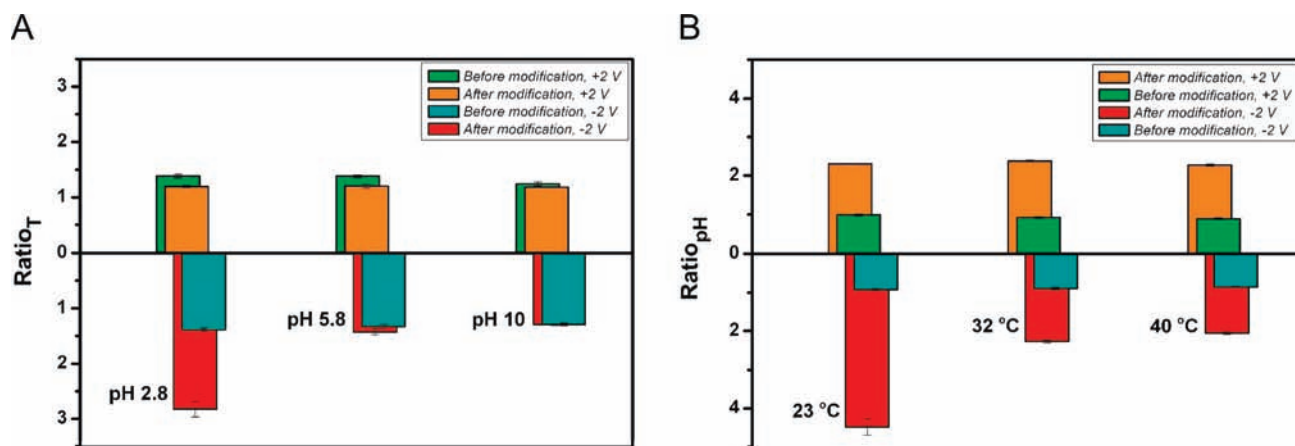 A
Ratio_T
3
2
1
0
1
2
3
Before modification, +2 V
After modification, +2 V
Before modification, -2 V
After modification, -2 V
pH 2.8
pH 5.8
pH 10
B
Ratio_pH
4
2
0
2
4
After modification, +2 V
Before modification, +2 V
After modification, -2 V
Before modification, -2 V
23 °C
32 °C
40 °C